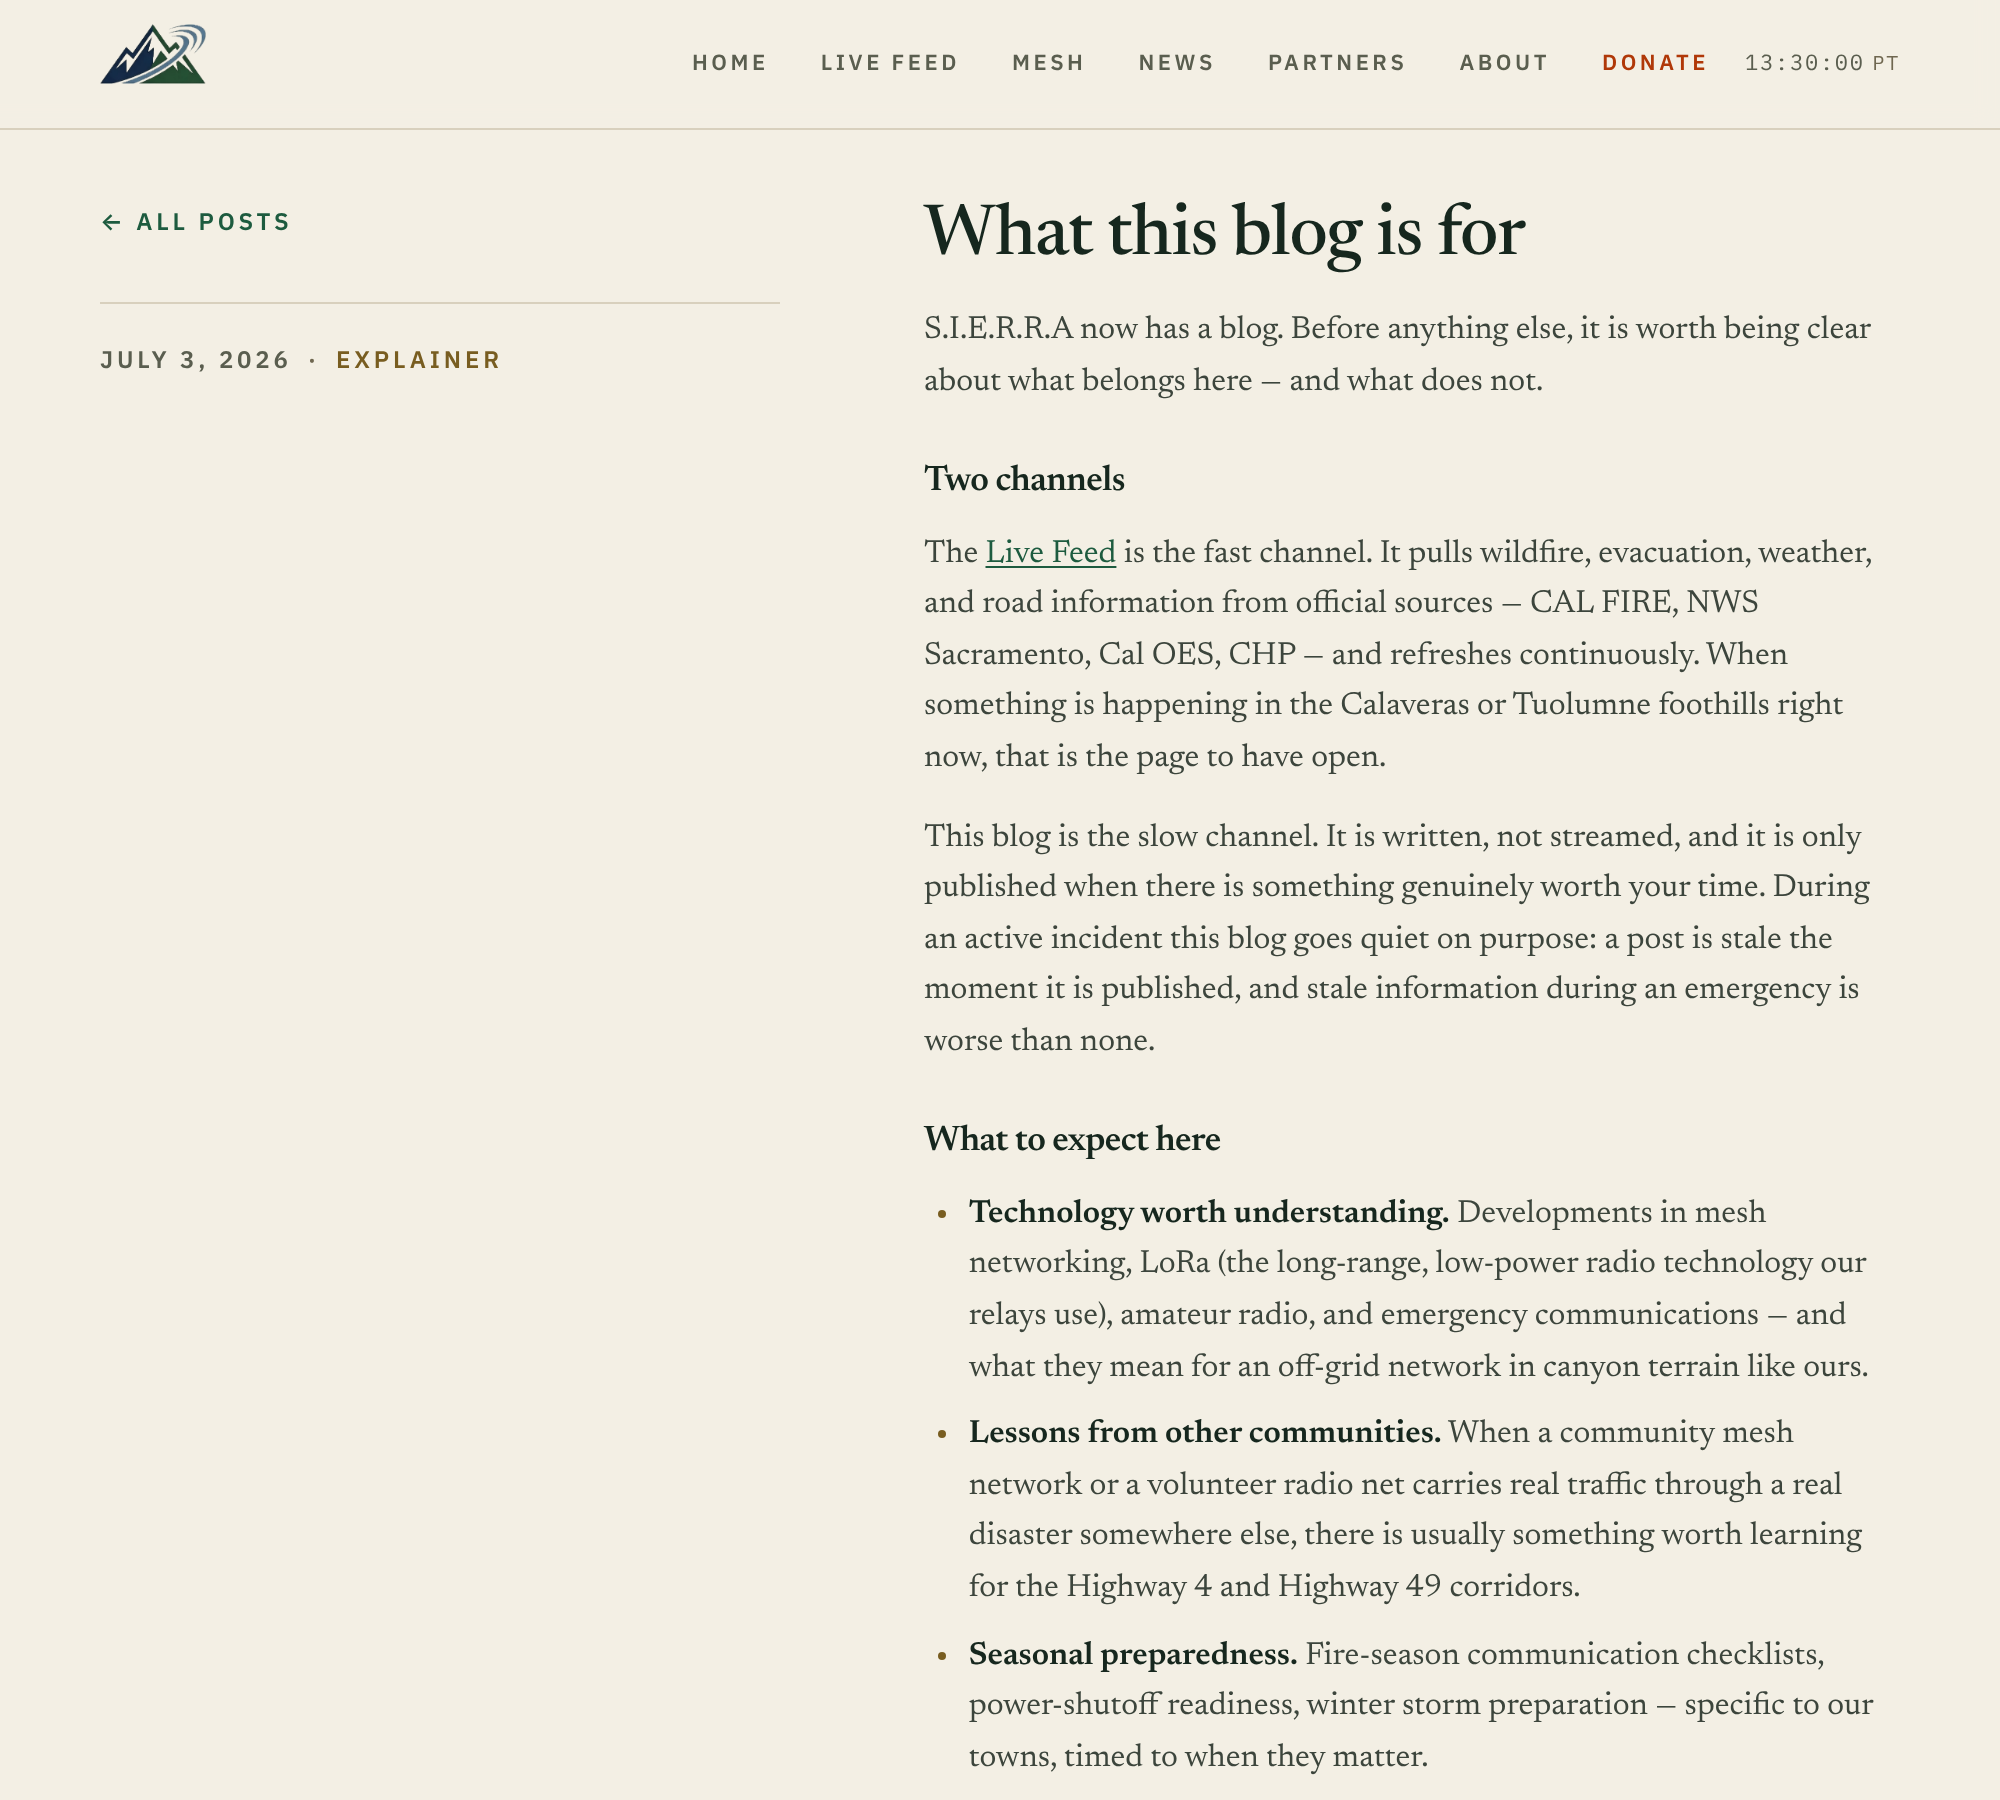 HOME LIVE FEED MESH NEWS PARTNERS ABOUT DONATE 13:30:00 PT
← ALL POSTS
JULY 3, 2026 · EXPLAINER
What this blog is for
S.I.E.R.R.A now has a blog. Before anything else, it is worth being clear
about what belongs here — and what does not.
Two channels
The Live Feed is the fast channel. It pulls wildfire, evacuation, weather,
and road information from official sources — CAL FIRE, NWS
Sacramento, Cal OES, CHP — and refreshes continuously. When
something is happening in the Calaveras or Tuolumne foothills right
now, that is the page to have open.
This blog is the slow channel. It is written, not streamed, and it is only
published when there is something genuinely worth your time. During
an active incident this blog goes quiet on purpose: a post is stale the
moment it is published, and stale information during an emergency is
worse than none.
What to expect here
• Technology worth understanding. Developments in mesh
networking, LoRa (the long-range, low-power radio technology our
relays use), amateur radio, and emergency communications — and
what they mean for an off-grid network in canyon terrain like ours.
• Lessons from other communities. When a community mesh
network or a volunteer radio net carries real traffic through a real
disaster somewhere else, there is usually something worth learning
for the Highway 4 and Highway 49 corridors.
• Seasonal preparedness. Fire-season communication checklists,
power-shutoff readiness, winter storm preparation — specific to our
towns, timed to when they matter.